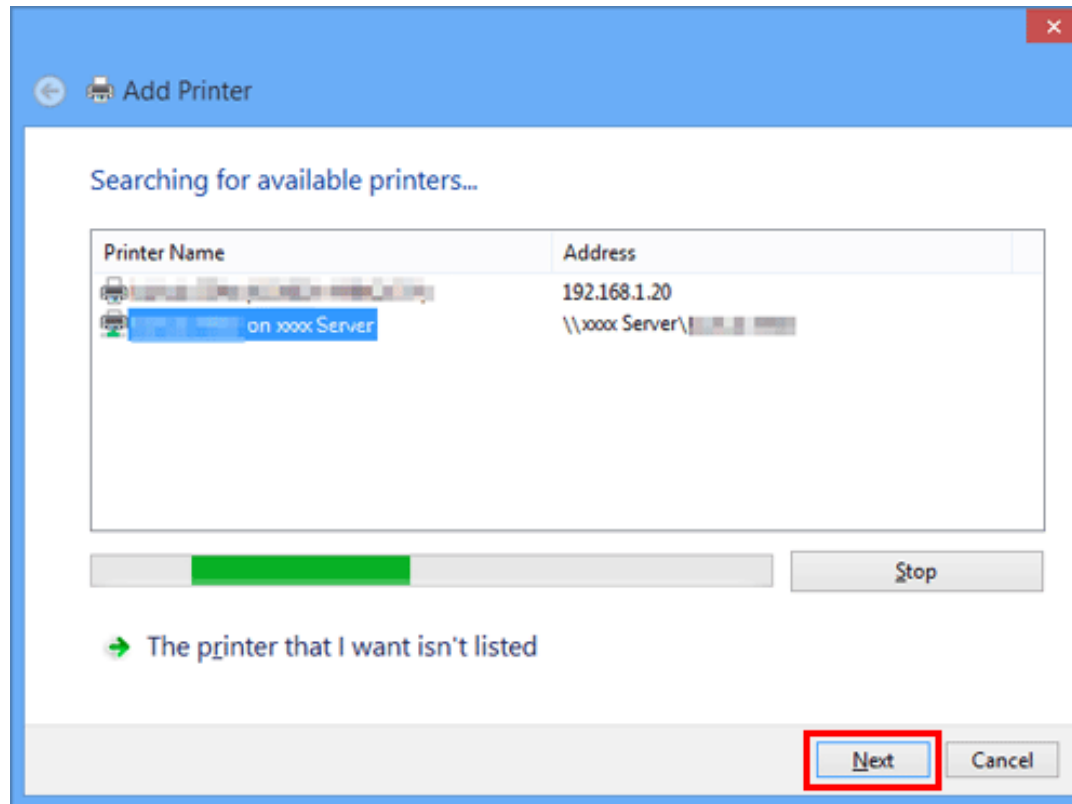 Add Printer
Searching for available printers...
Printer Name Address
192.168.1.20
on xxxx Server \\xxxx Server\
Stop
The printer that I want isn't listed
Next Cancel